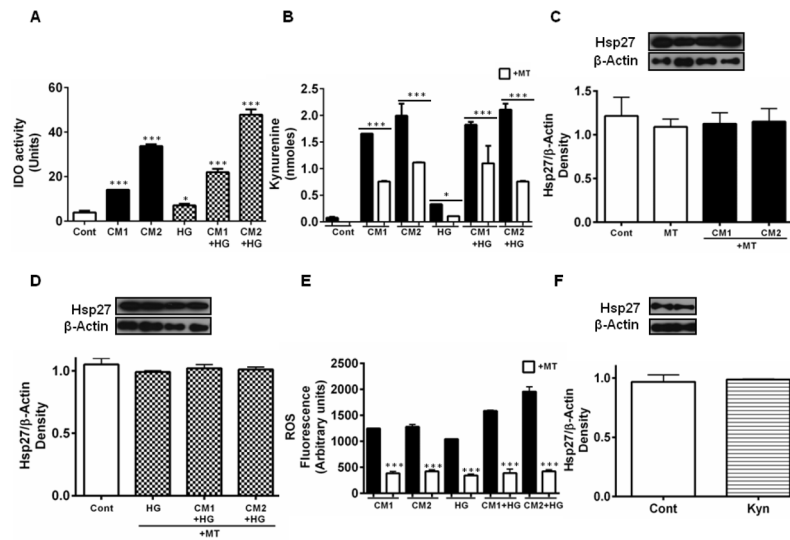 A
IDO activity
(Units)
60
40
20
0
***
***
*
***
***
Cont CM1 CM2 HG CM1 +HG CM2 +HG
B
+MT
Kynurenine
(nmoles)
2.5
2.0
1.5
1.0
0.5
0.0
***
***
*
***
***
Cont CM1 CM2 HG CM1 +HG CM2 +HG
C
Hsp27
β-Actin
Hsp27/β-Actin
Density
1.5
1.0
0.5
0.0
Cont MT CM1 CM2
+MT
D
Hsp27
β-Actin
Hsp27/β-Actin
Density
1.0
0.5
0.0
Cont HG CM1 +HG CM2 +HG
+MT
E
+MT
ROS
Fluorescence
(Arbitrary units)
2500
2000
1500
1250
1000
750
500
250
0
***
***
***
***
***
CM1 CM2 HG CM1+HG CM2+HG
F
Hsp27
β-Actin
Hsp27/β-Actin
Density
1.0
0.5
0.0
Cont Kyn